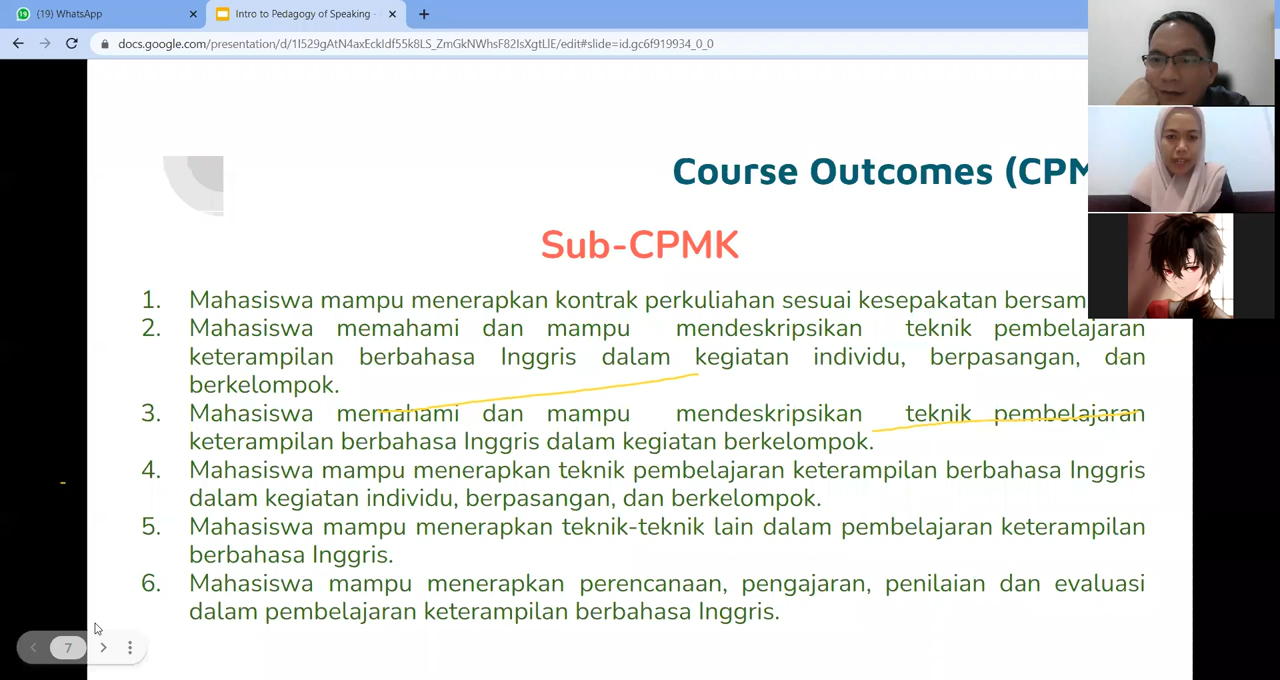 (19) WhatsApp
Intro to Pedagogy of Speaking -
docs.google.com/presentation/d/1I529gAtN4axEckIdf55k8LS_ZmGkNWhsF82IsXgtLlE/edit#slide=id.gc6f919934_0_0
Course Outcomes (CPM
Sub-CPMK
1. Mahasiswa mampu menerapkan kontrak perkuliahan sesuai kesepakatan bersam
2. Mahasiswa memahami dan mampu mendeskripsikan teknik pembelajaran
keterampilan berbahasa Inggris dalam kegiatan individu, berpasangan, dan
berkelompok.
3. Mahasiswa memahami dan mampu mendeskripsikan teknik pembelajaran
keterampilan berbahasa Inggris dalam kegiatan berkelompok.
4. Mahasiswa mampu menerapkan teknik pembelajaran keterampilan berbahasa Inggris
dalam kegiatan individu, berpasangan, dan berkelompok.
5. Mahasiswa mampu menerapkan teknik-teknik lain dalam pembelajaran keterampilan
berbahasa Inggris.
6. Mahasiswa mampu menerapkan perencanaan, pengajaran, penilaian dan evaluasi
dalam pembelajaran keterampilan berbahasa Inggris.
7